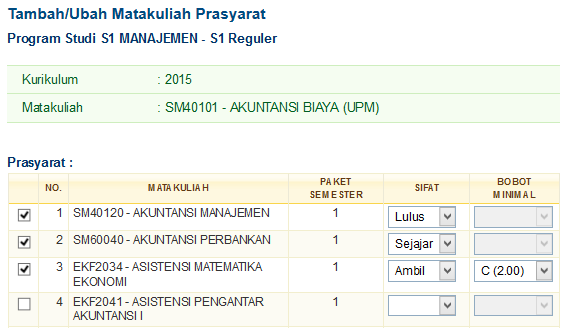 Tambah/Ubah Matakuliah Prasyarat
Program Studi S1 MANAJEMEN - S1 Reguler
Kurikulum : 2015
Matakuliah : SM40101 - AKUNTANSI BIAYA (UPM)
Prasyarat :
NO. MATAKULIAH PAKET SEMESTER SIFAT BOBOT MINIMAL
1 SM40120 - AKUNTANSI MANAJEMEN 1 Lulus
2 SM60040 - AKUNTANSI PERBANKAN 1 Sejajar
3 EKF2034 - ASISTENSI MATEMATIKA 1 Ambil C (2.00)
EKONOMI
4 EKF2041 - ASISTENSI PENGANTAR 1
AKUNTANSI I